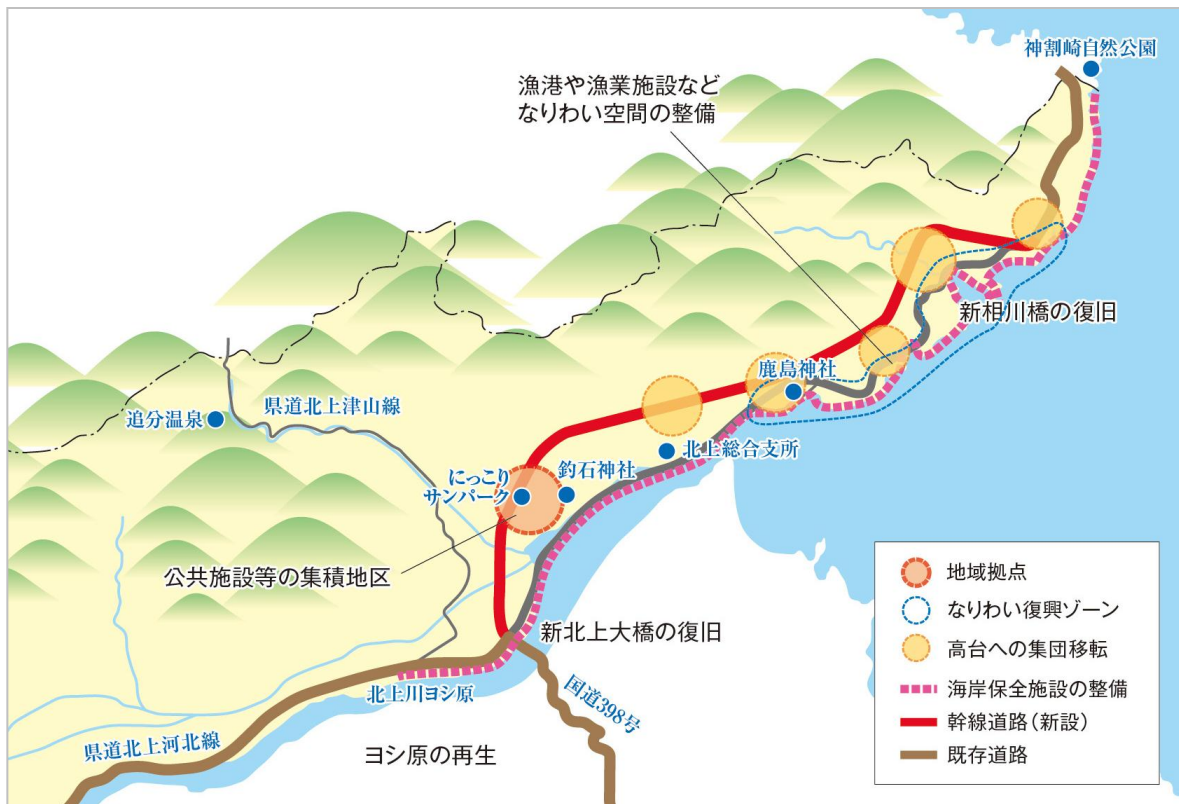 神割崎自然公園
漁港や漁業施設など
なりわい空間の整備
新相川橋の復旧
鹿島神社
県道北上津山線
追分温泉
北上総合支所
にっこり
サンパーク
釣石神社
公共施設等の集積地区
新北上大橋の復旧
北上川ヨシ原
国道398号
県道北上河北線
ヨシ原の再生
地域拠点
なりわい復興ゾーン
高台への集団移転
海岸保全施設の整備
幹線道路（新設）
既存道路